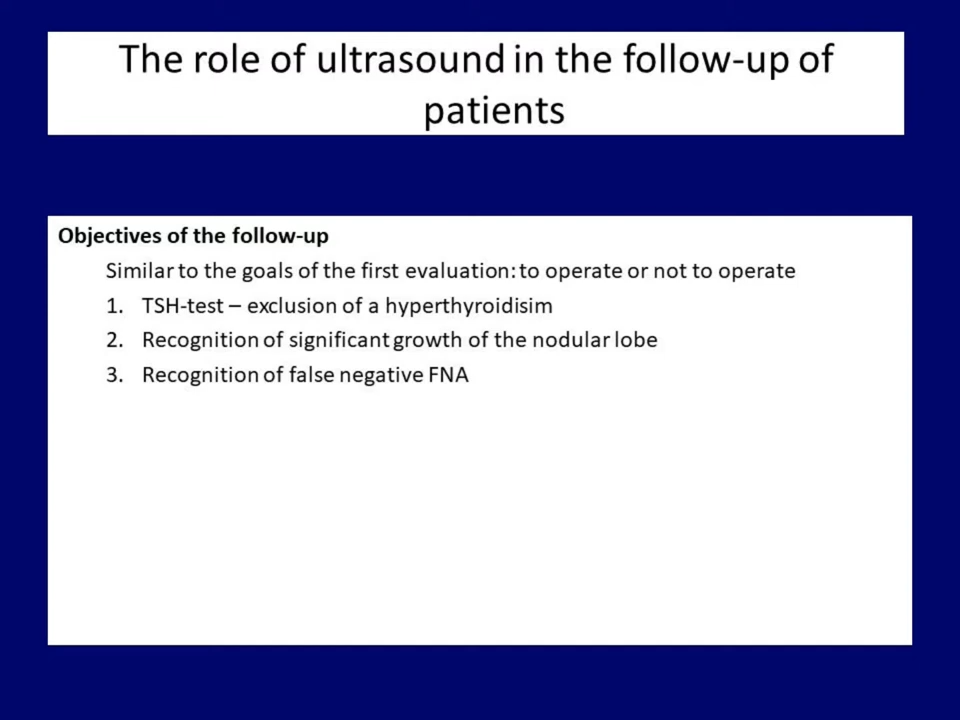 The role of ultrasound in the follow-up of
patients
Objectives of the follow-up
Similar to the goals of the first evaluation: to operate or not to operate
1. TSH-test – exclusion of a hyperthyroidisim
2. Recognition of significant growth of the nodular lobe
3. Recognition of false negative FNA